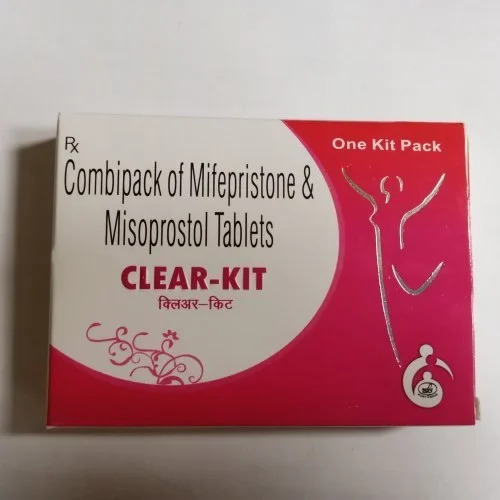 Rx
Combipack of Mifepristone &
Misoprostol Tablets
CLEAR-KIT
क्लिअर–किट
One Kit Pack